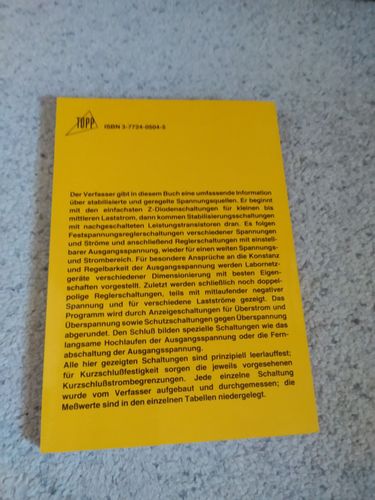 TOPP
ISBN 3-7724-0504-5
Der Verfasser gibt in diesem Buch eine umfassende Information
über stabilisierte und geregelte Spannungsquellen. Er beginnt
mit den einfachsten Z-Diodenschaltungen für kleinen bis
mittleren Laststrom, dann kommen Stabilisierungsschaltungen
mit nachgeschalteten Leistungstransistoren dran. Es folgen
Festspannungsreglerschaltungen verschiedener Spannungen
und Ströme und anschließend Reglerschaltungen mit einstell-
barer Ausgangsspannung, wieder für einen weiten Spannungs-
und Strombereich. Für besondere Ansprüche an die Konstanz
und Regelbarkeit der Ausgangsspannung werden Labornetz-
geräte verschiedener Dimensionierung mit besten Eigen-
schaften vorgestellt. Zuletzt werden schließlich noch doppel-
polige Reglerschaltungen, teils mit mitlaufender negativer
Spannung und für verschiedene Lastströme gezeigt. Das
Programm wird durch Anzeigeschaltungen für Überstrom und
Überspannung sowie Schutzschaltungen gegen Überspannung
abgerundet. Den Schluß bilden spezielle Schaltungen wie das
langsame Hochlaufen der Ausgangsspannung oder die Fern-
abschaltung der Ausgangsspannung.
Alle hier gezeigten Schaltungen sind prinzipiell leerlauffest;
für Kurzschlußfestigkeit sorgen die jeweils vorgesehenen
Kurzschlußstrombegrenzungen. Jede einzelne Schaltung
wurde vom Verfasser aufgebaut und durchgemessen; die
Meßwerte sind in den einzelnen Tabellen niedergelegt.